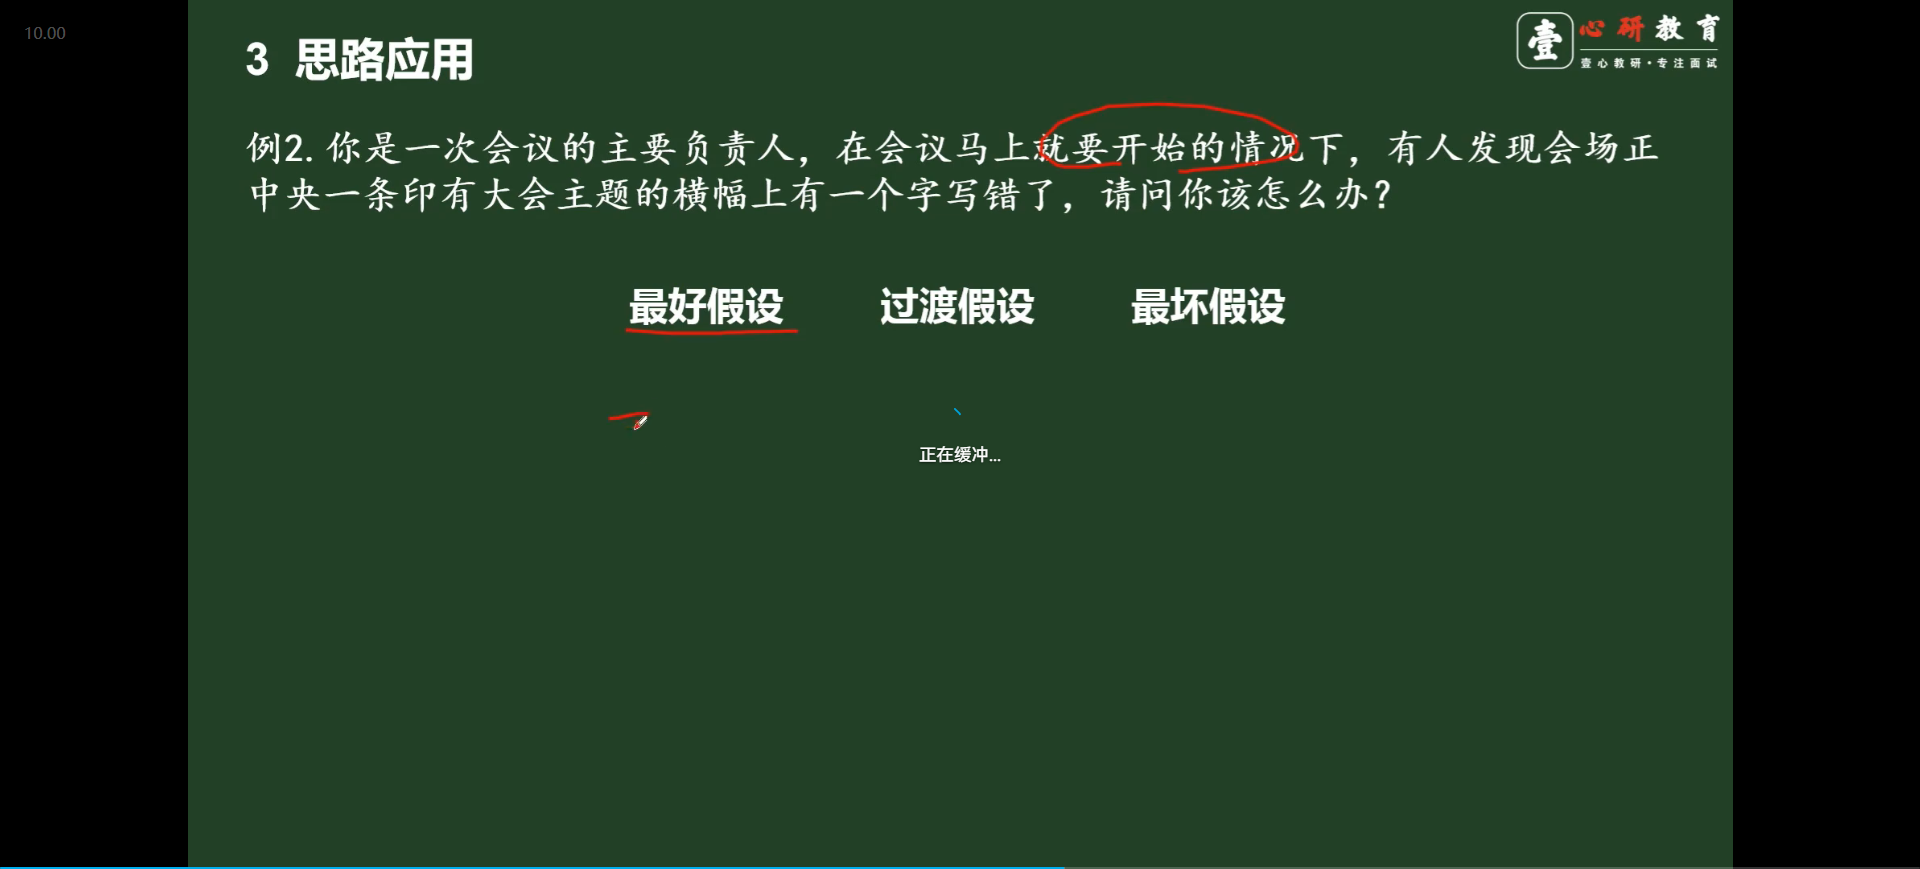 10.00
3 思路应用
壹 心研教育
壹心教研•专注面试
例2.你是一次会议的主要负责人，在会议马上就要开始的情况下，有人发现会场正
中央一条印有大会主题的横幅上有一个字写错了，请问你该怎么办？
最好假设 过渡假设 最坏假设
正在缓冲...